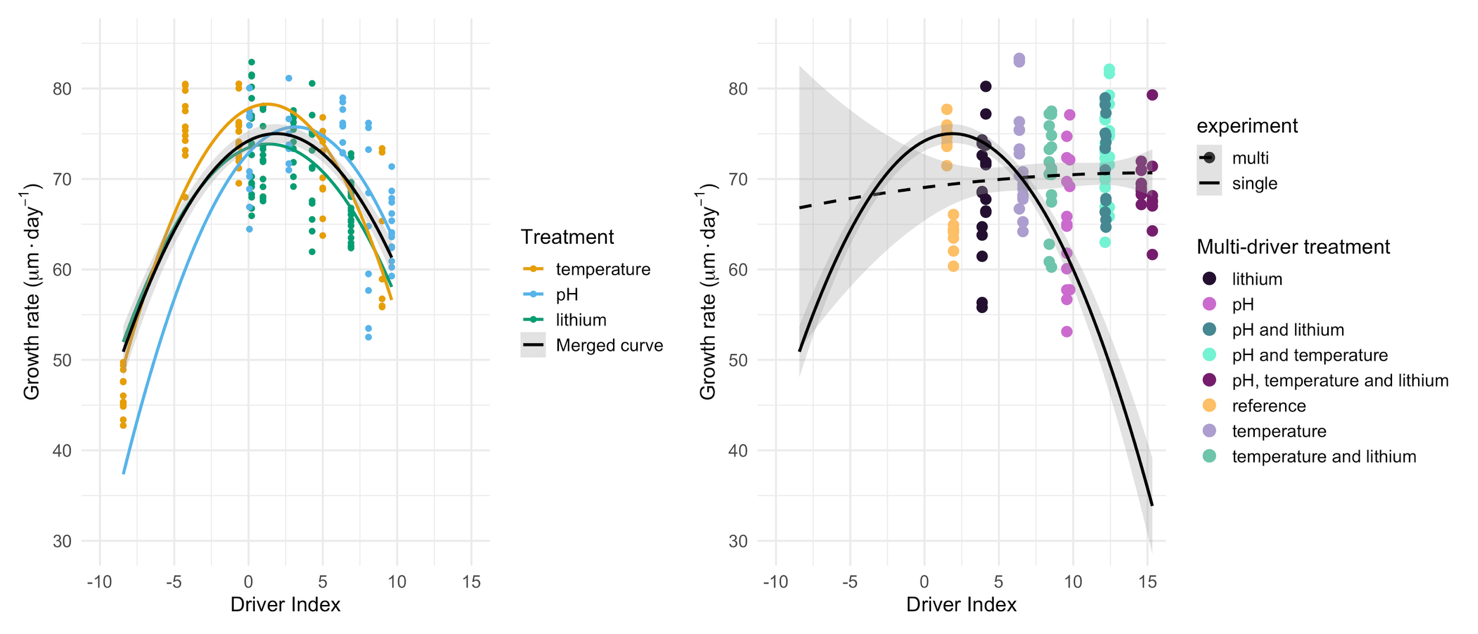 80
70
60
50
40
30
Growth rate (μm · day⁻¹)
-10 -5 0 5 10 15
Driver Index
Treatment
temperature
pH
lithium
Merged curve
80
70
60
50
40
30
Growth rate (μm · day⁻¹)
-10 -5 0 5 10 15
Driver Index
experiment
multi
single
Multi-driver treatment
lithium
pH
pH and lithium
pH and temperature
pH, temperature and lithium
reference
temperature
temperature and lithium